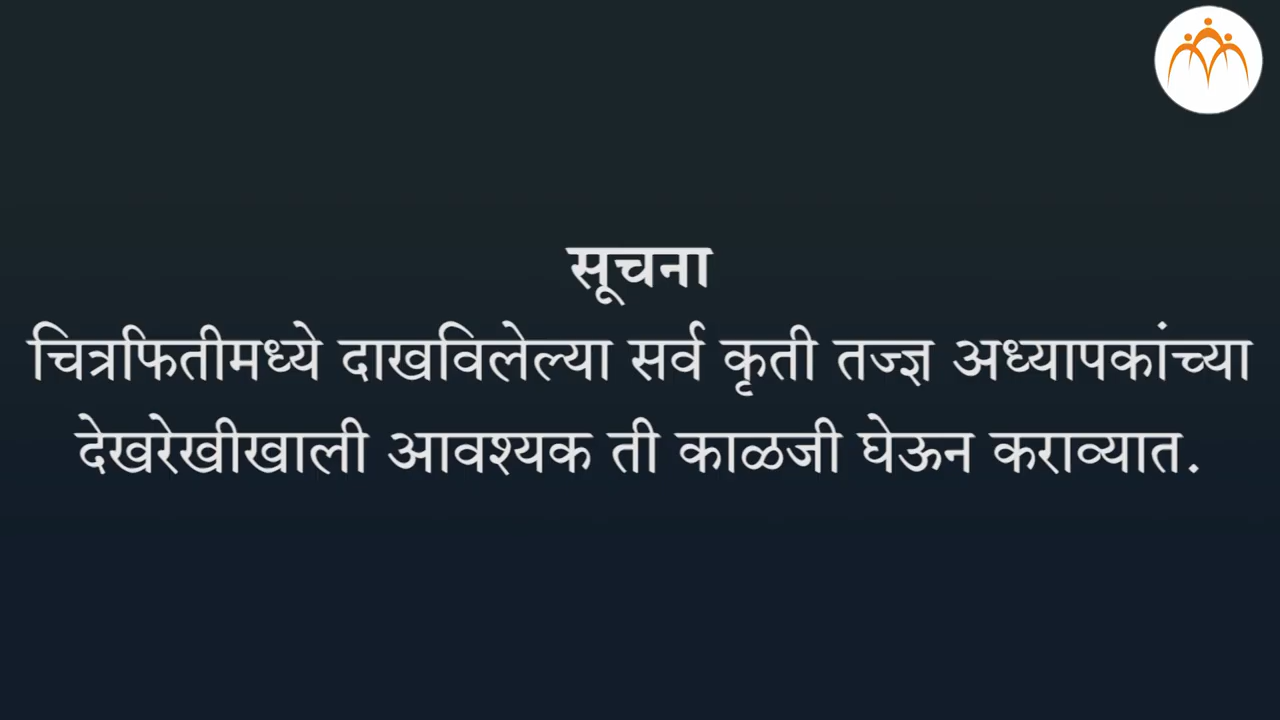 सूचना
चित्रफितीमध्ये दाखविलेल्या सर्व कृती तज्ज्ञ अध्यापकांच्या
देखरेखीखाली आवश्यक ती काळजी घेऊन कराव्यात.